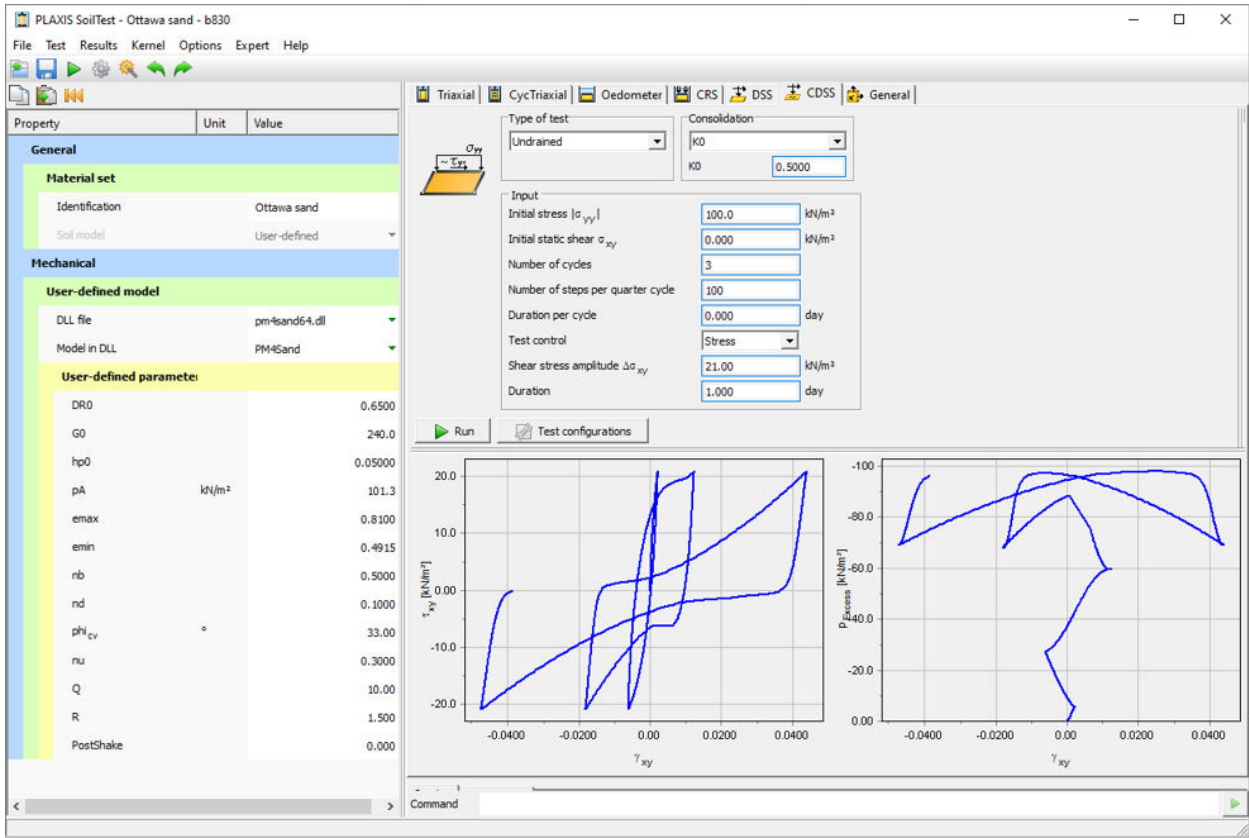 PLAXIS SoilTest - Ottawa sand - b830
File Test Results Kernel Options Expert Help
Property Unit Value
General
Material set
Identification Ottawa sand
Soil model User-defined
Mechanical
User-defined model
DLL file pm4sand64.dll
Model in DLL PM4Sand
User-defined parameter
DR0 0.6500
G0 240.0
hp0 0.05000
pA kN/m² 101.3
emax 0.8100
emin 0.4915
nb 0.5000
nd 0.1000
phi cv ° 33.00
nu 0.3000
Q 10.00
R 1.500
PostShake 0.000
Triaxial CycTriaxial Oedometer CRS DSS CDSS General
Type of test
Undrained
Consolidation
K0
K0 0.5000
σyy
~ τxy
Input
Initial stress |σ yy| 100.0 kN/m²
Initial static shear σ xy 0.000 kN/m²
Number of cycles 3
Number of steps per quarter cycle 100
Duration per cycle 0.000 day
Test control Stress
Shear stress amplitude Δσ xy 21.00 kN/m²
Duration 1.000 day
Run Test configurations
τ xy [kN/m²]
20.0
10.0
0.00
-10.0
-20.0
-0.0400 -0.0200 0.00 0.0200 0.0400
γ xy
p Excess [kN/m²]
-100
-80.0
-60.0
-40.0
-20.0
0.00
-0.0400 -0.0200 0.00 0.0200 0.0400
γ xy
Command